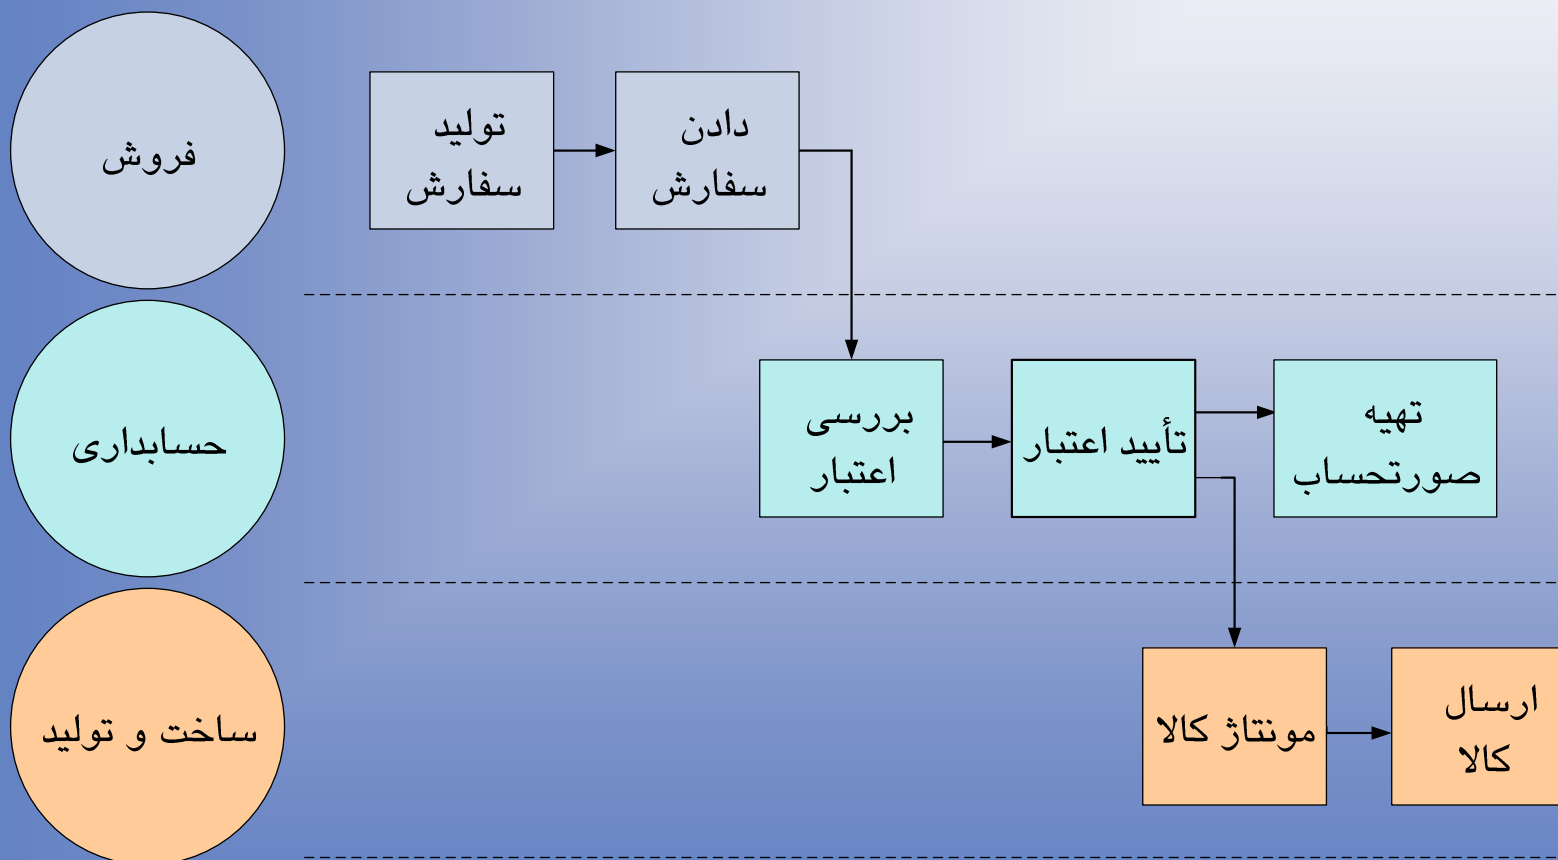 فروش
تولید
سفارش
دادن
سفارش
حسابداری
بررسی
اعتبار
تأیید اعتبار
تهیه
صورتحساب
ساخت و تولید
مونتاژ کالا
ارسال
کالا